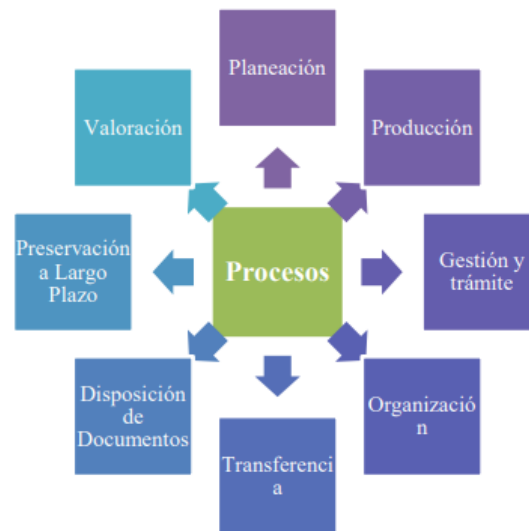 Planeación
Valoración
Producción
Preservación
a Largo
Plazo
Procesos
Gestión y
trámite
Disposición
de
Documentos
Organizació
n
Transferenci
a